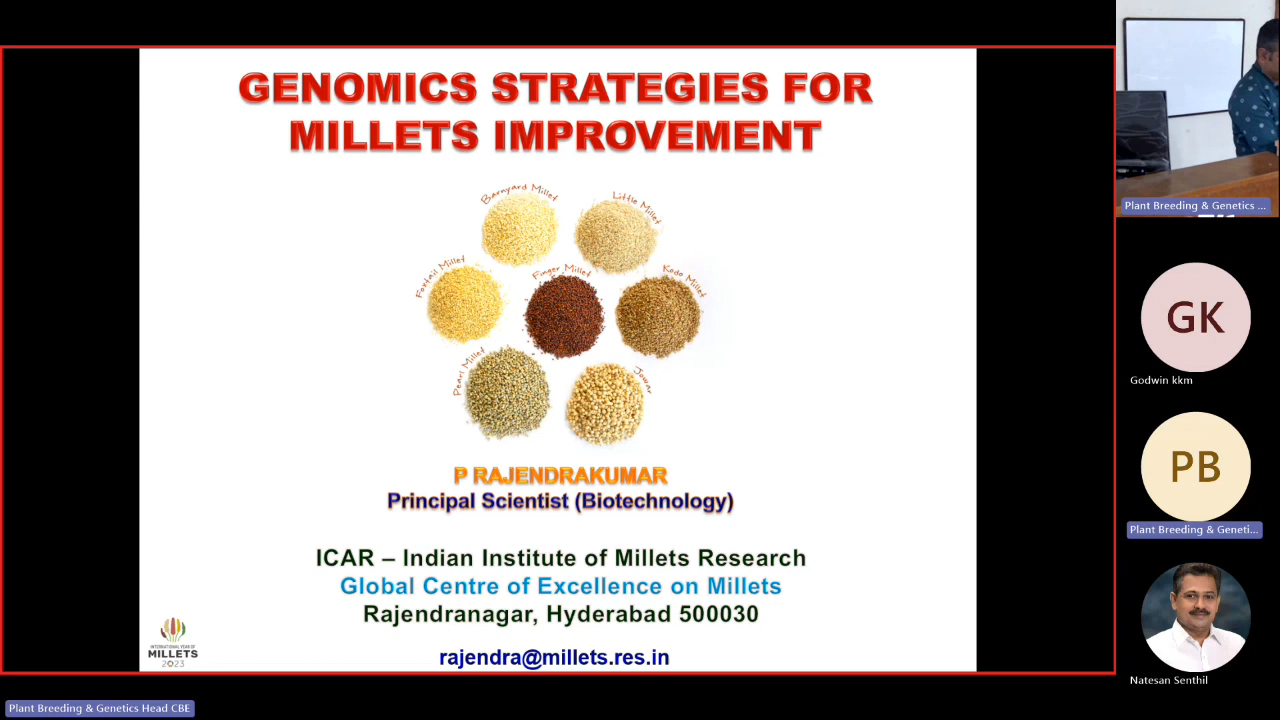 GENOMICS STRATEGIES FOR
MILLETS IMPROVEMENT
Barnyard Millet
Little Millet
Foxtail Millet
Finger Millet
Kodo Millet
Pearl Millet
Jowar
P RAJENDRAKUMAR
Principal Scientist (Biotechnology)
ICAR – Indian Institute of Millets Research
Global Centre of Excellence on Millets
Rajendranagar, Hyderabad 500030
rajendra@millets.res.in
INTERNATIONAL YEAR OF
MILLETS
2023
Plant Breeding & Genetics ...
GK
Godwin kkm
PB
Plant Breeding & Geneti...
Natesan Senthil
Plant Breeding & Genetics Head CBE